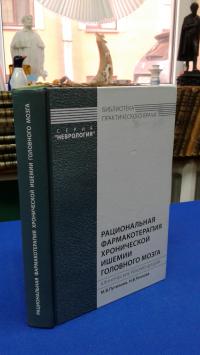 РАЦИОНАЛЬНАЯ ФАРМАКОТЕРАПИЯ ХРОНИЧЕСКОЙ ИШЕМИИ ГОЛОВНОГО МОЗГА
СЕРИЯ
"НЕВРОЛОГИЯ"
БИБЛИОТЕКА
ПРАКТИЧЕСКОГО ВРАЧА
РАЦИОНАЛЬНАЯ
ФАРМАКОТЕРАПИЯ
ХРОНИЧЕСКОЙ
ИШЕМИИ
ГОЛОВНОГО МОЗГА